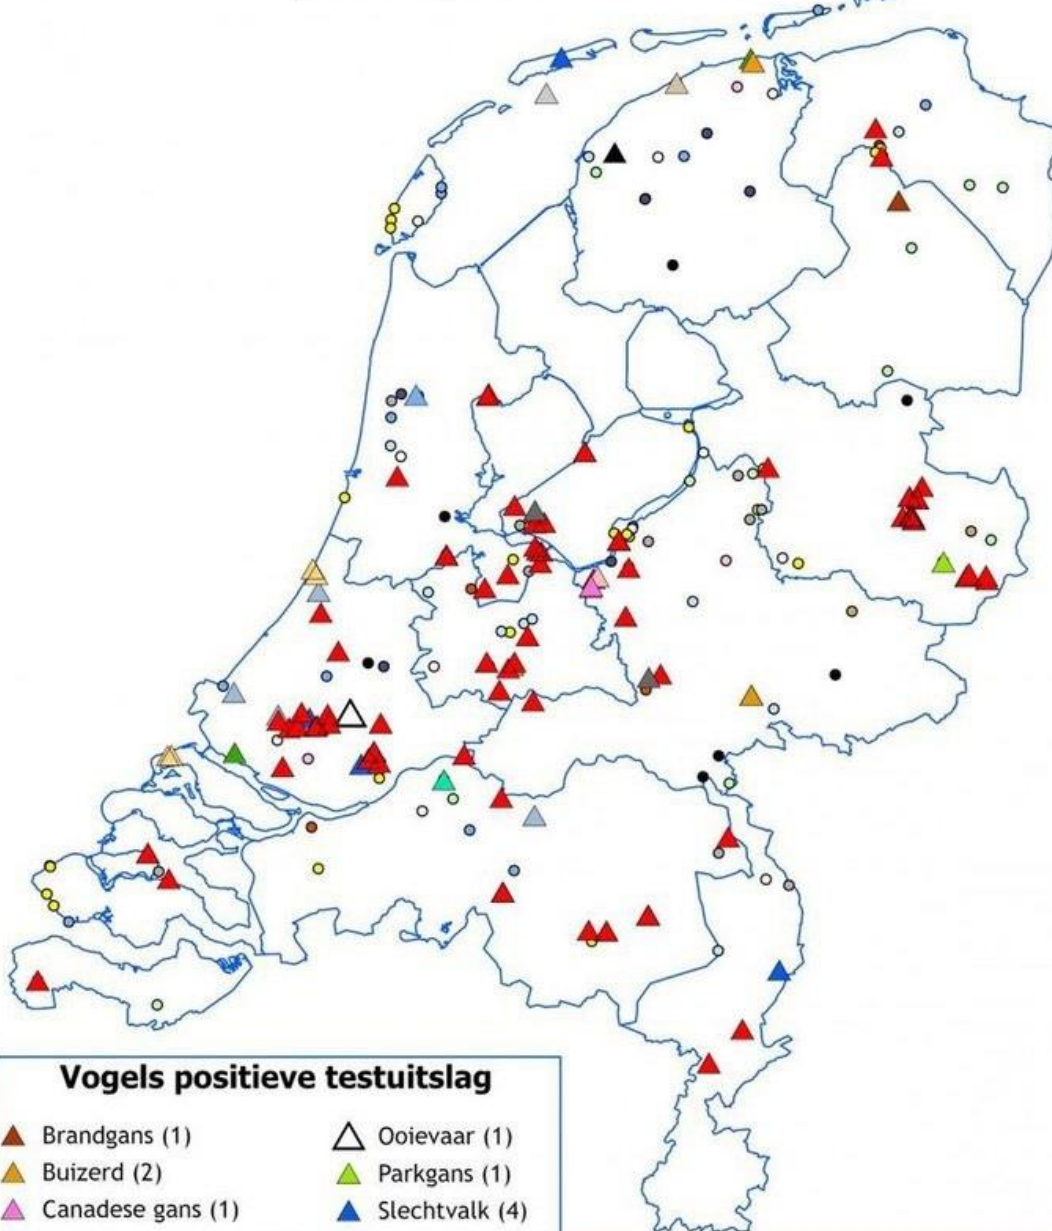 Vogels positieve testuitslag
Brandgans (1)
Ooievaar (1)
Buizerd (2)
Parkgans (1)
Canadese gans (1)
Slechtvalk (4)